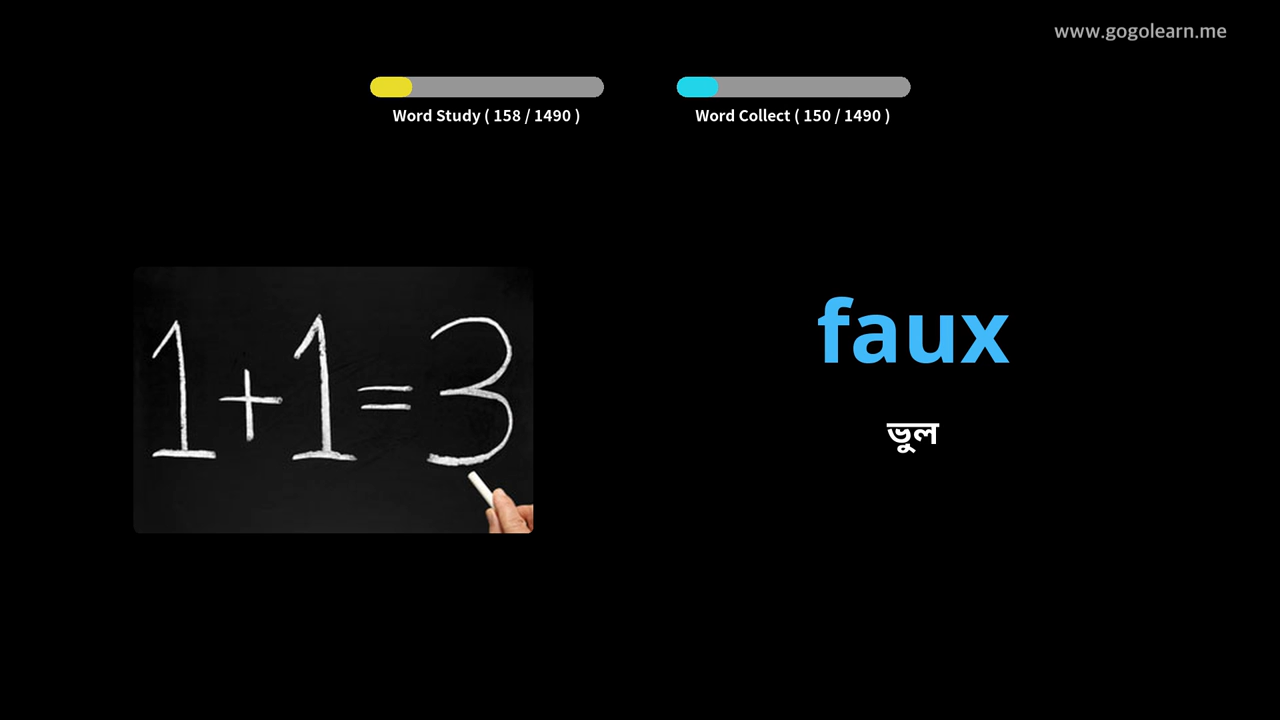 www.gogolearn.me
Word Study ( 158 / 1490 )
Word Collect ( 150 / 1490 )
1+1=3
faux
ভুল